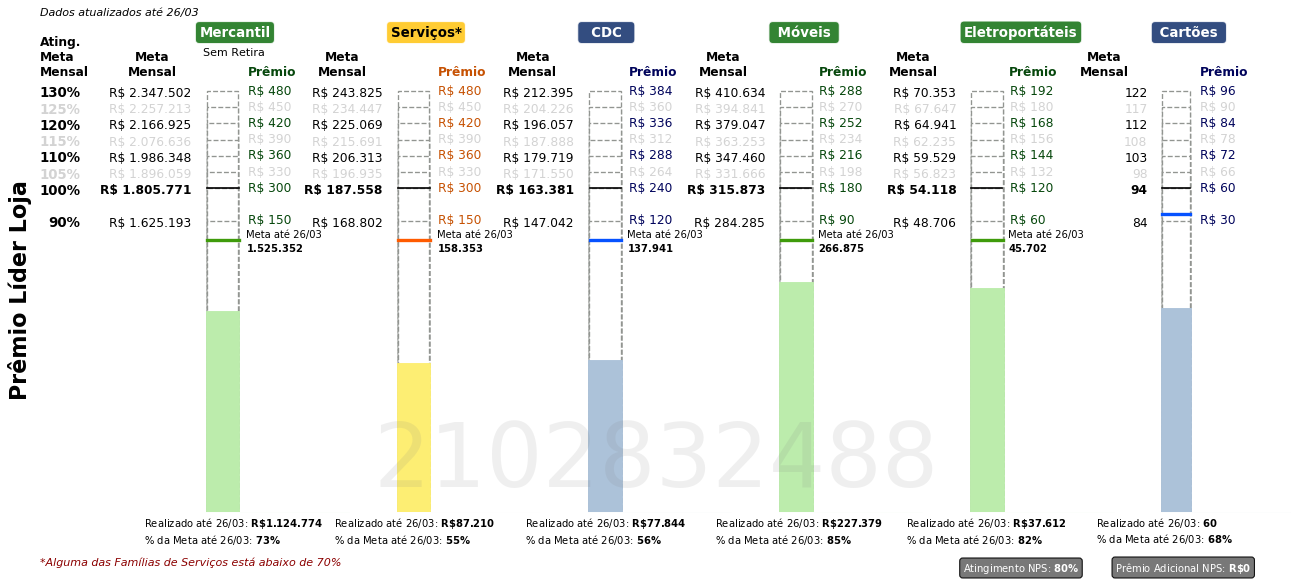 Dados atualizados até 26/03
Mercantil Serviços* CDC Móveis Eletroportáteis Cartões
Sem Retira
Ating. Meta Mensal Meta Mensal Prêmio Meta Mensal Prêmio Meta Mensal Prêmio Meta Mensal Prêmio Meta Mensal Prêmio Meta Mensal Prêmio
130% R$ 2.347.502 R$ 480 R$ 243.825 R$ 480 R$ 212.395 R$ 384 R$ 410.634 R$ 288 R$ 70.353 R$ 192 122 R$ 96
125% R$ 2.257.213 R$ 450 R$ 234.447 R$ 450 R$ 204.226 R$ 360 R$ 394.841 R$ 270 R$ 67.647 R$ 180 117 R$ 90
120% R$ 2.166.925 R$ 420 R$ 225.069 R$ 420 R$ 196.057 R$ 336 R$ 379.047 R$ 252 R$ 64.941 R$ 168 112 R$ 84
115% R$ 2.076.636 R$ 390 R$ 215.691 R$ 390 R$ 187.888 R$ 312 R$ 363.253 R$ 234 R$ 62.235 R$ 156 108 R$ 78
110% R$ 1.986.348 R$ 360 R$ 206.313 R$ 360 R$ 179.719 R$ 288 R$ 347.460 R$ 216 R$ 59.529 R$ 144 103 R$ 72
105% R$ 1.896.059 R$ 330 R$ 196.935 R$ 330 R$ 171.550 R$ 264 R$ 331.666 R$ 198 R$ 56.823 R$ 132 98 R$ 66
100% R$ 1.805.771 R$ 300 R$ 187.558 R$ 300 R$ 163.381 R$ 240 R$ 315.873 R$ 180 R$ 54.118 R$ 120 94 R$ 60
90% R$ 1.625.193 R$ 150 R$ 168.802 R$ 150 R$ 147.042 R$ 120 R$ 284.285 R$ 90 R$ 48.706 R$ 60 84 R$ 30
Meta até 26/03 Meta até 26/03 Meta até 26/03 Meta até 26/03 Meta até 26/03
1.525.352 158.353 137.941 266.875 45.702
Prêmio Líder Loja
2102832488
Realizado até 26/03: R$1.124.774 Realizado até 26/03: R$87.210 Realizado até 26/03: R$77.844 Realizado até 26/03: R$227.379 Realizado até 26/03: R$37.612 Realizado até 26/03: 60
% da Meta até 26/03: 73% % da Meta até 26/03: 55% % da Meta até 26/03: 56% % da Meta até 26/03: 85% % da Meta até 26/03: 82% % da Meta até 26/03: 68%
*Alguma das Famílias de Serviços está abaixo de 70% Atingimento NPS: 80% Prêmio Adicional NPS: R$0